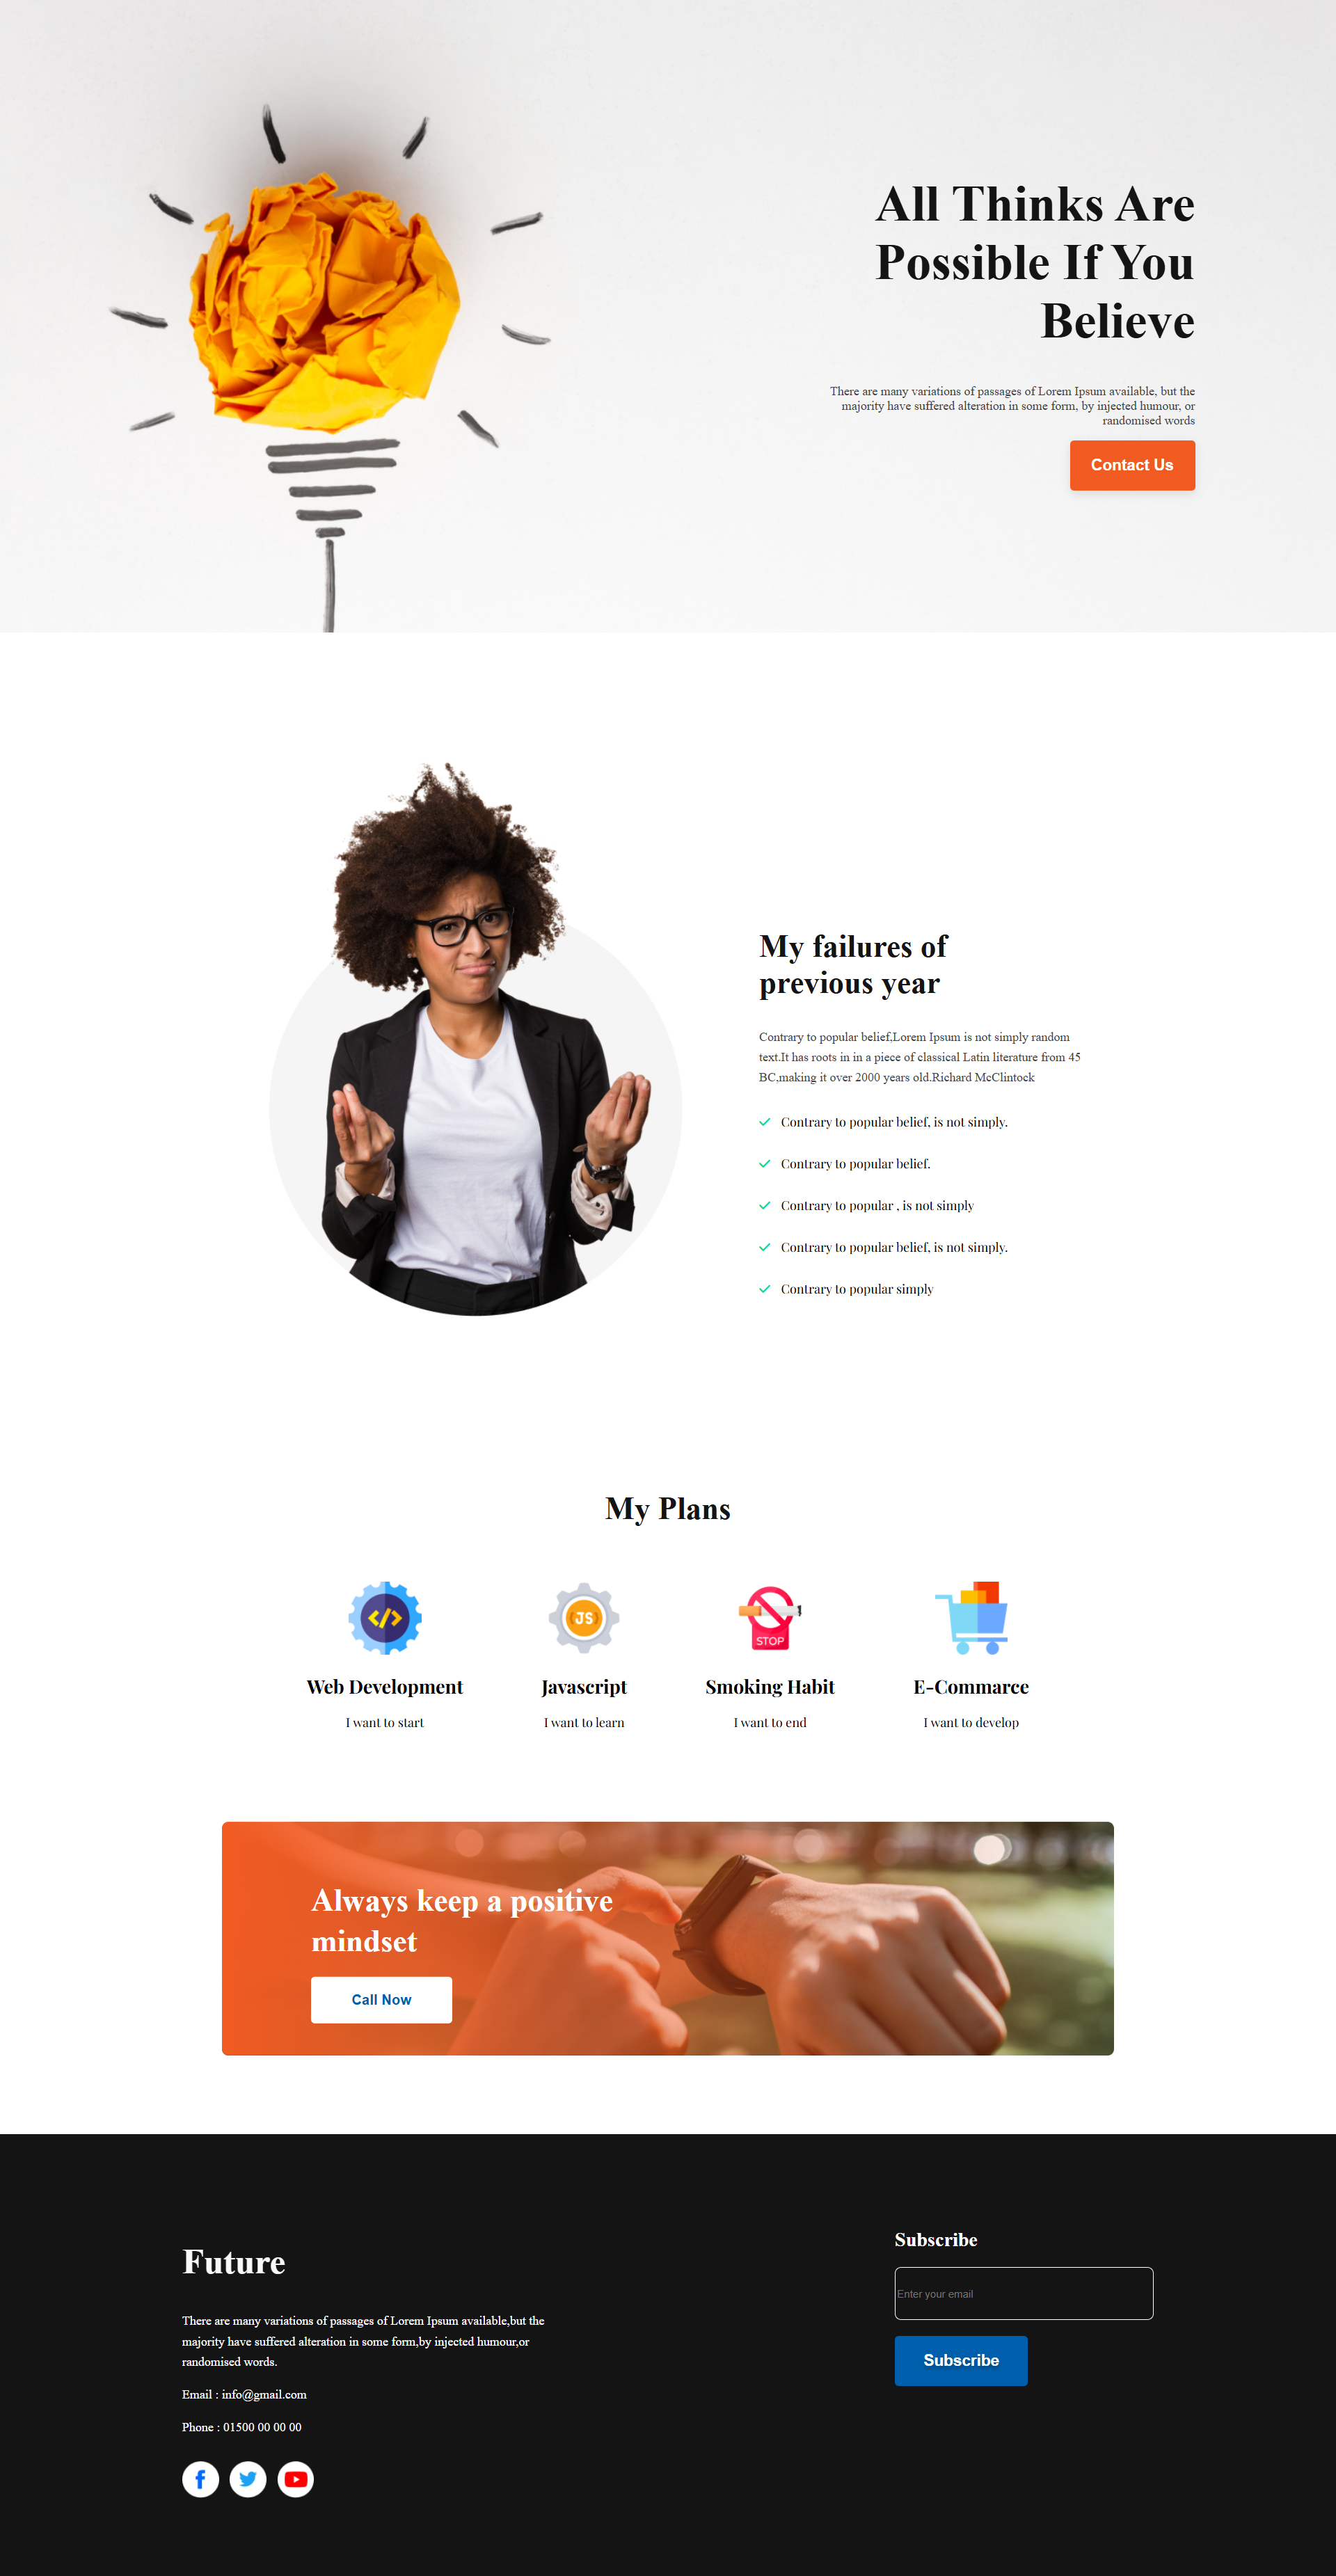 All Thinks Are
Possible If You
Believe
There are many variations of passages of Lorem Ipsum available, but the
majority have suffered alteration in some form, by injected humour, or
randomised words
Contact Us
My failures of
previous year
Contrary to popular belief,Lorem Ipsum is not simply random
text.It has roots in in a piece of classical Latin literature from 45
BC,making it over 2000 years old.Richard McClintock
Contrary to popular belief, is not simply.
Contrary to popular belief.
Contrary to popular , is not simply
Contrary to popular belief, is not simply.
Contrary to popular simply
My Plans
</>
JS
STOP
Web Development
Javascript
Smoking Habit
E-Commarce
I want to start
I want to learn
I want to end
I want to develop
Always keep a positive
mindset
Call Now
Future
There are many variations of passages of Lorem Ipsum available,but the
majority have suffered alteration in some form,by injected humour,or
randomised words.
Email : info@gmail.com
Phone : 01500 00 00 00
Subscribe
Enter your email
Subscribe